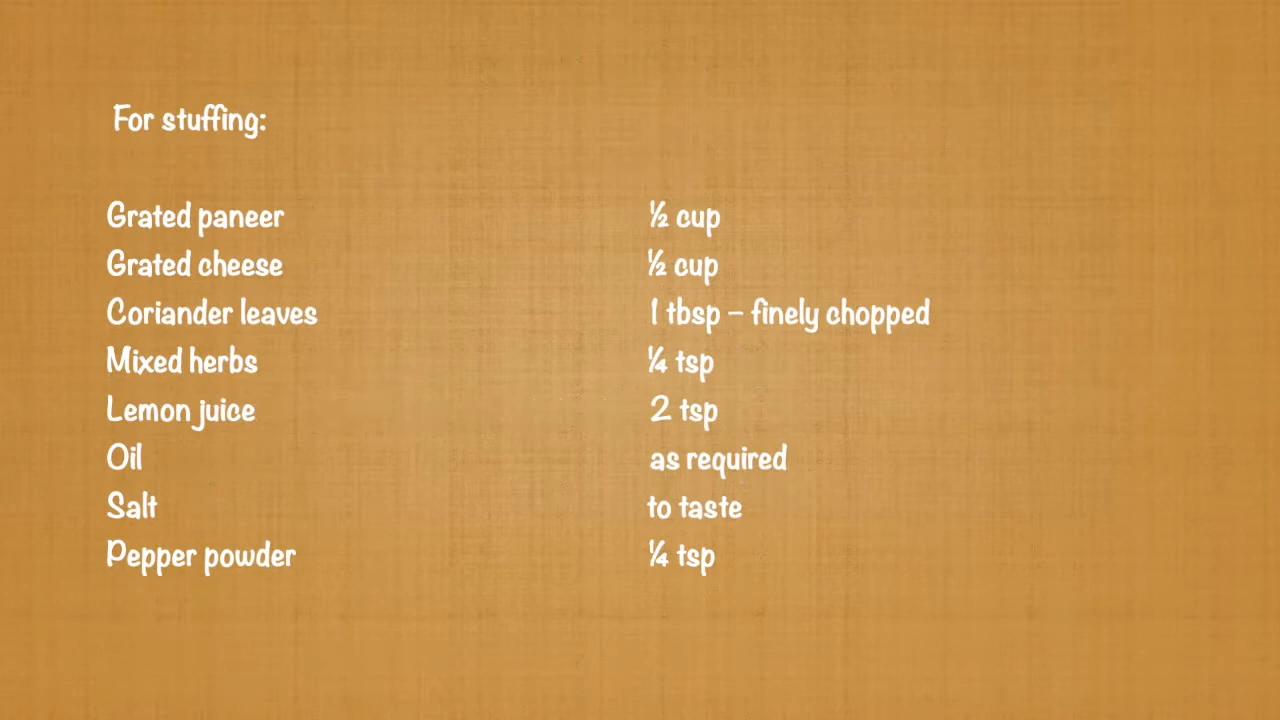 For stuffing:
Grated paneer ½ cup
Grated cheese ½ cup
Coriander leaves 1 tbsp – finely chopped
Mixed herbs ¼ tsp
Lemon juice 2 tsp
Oil as required
Salt to taste
Pepper powder ¼ tsp